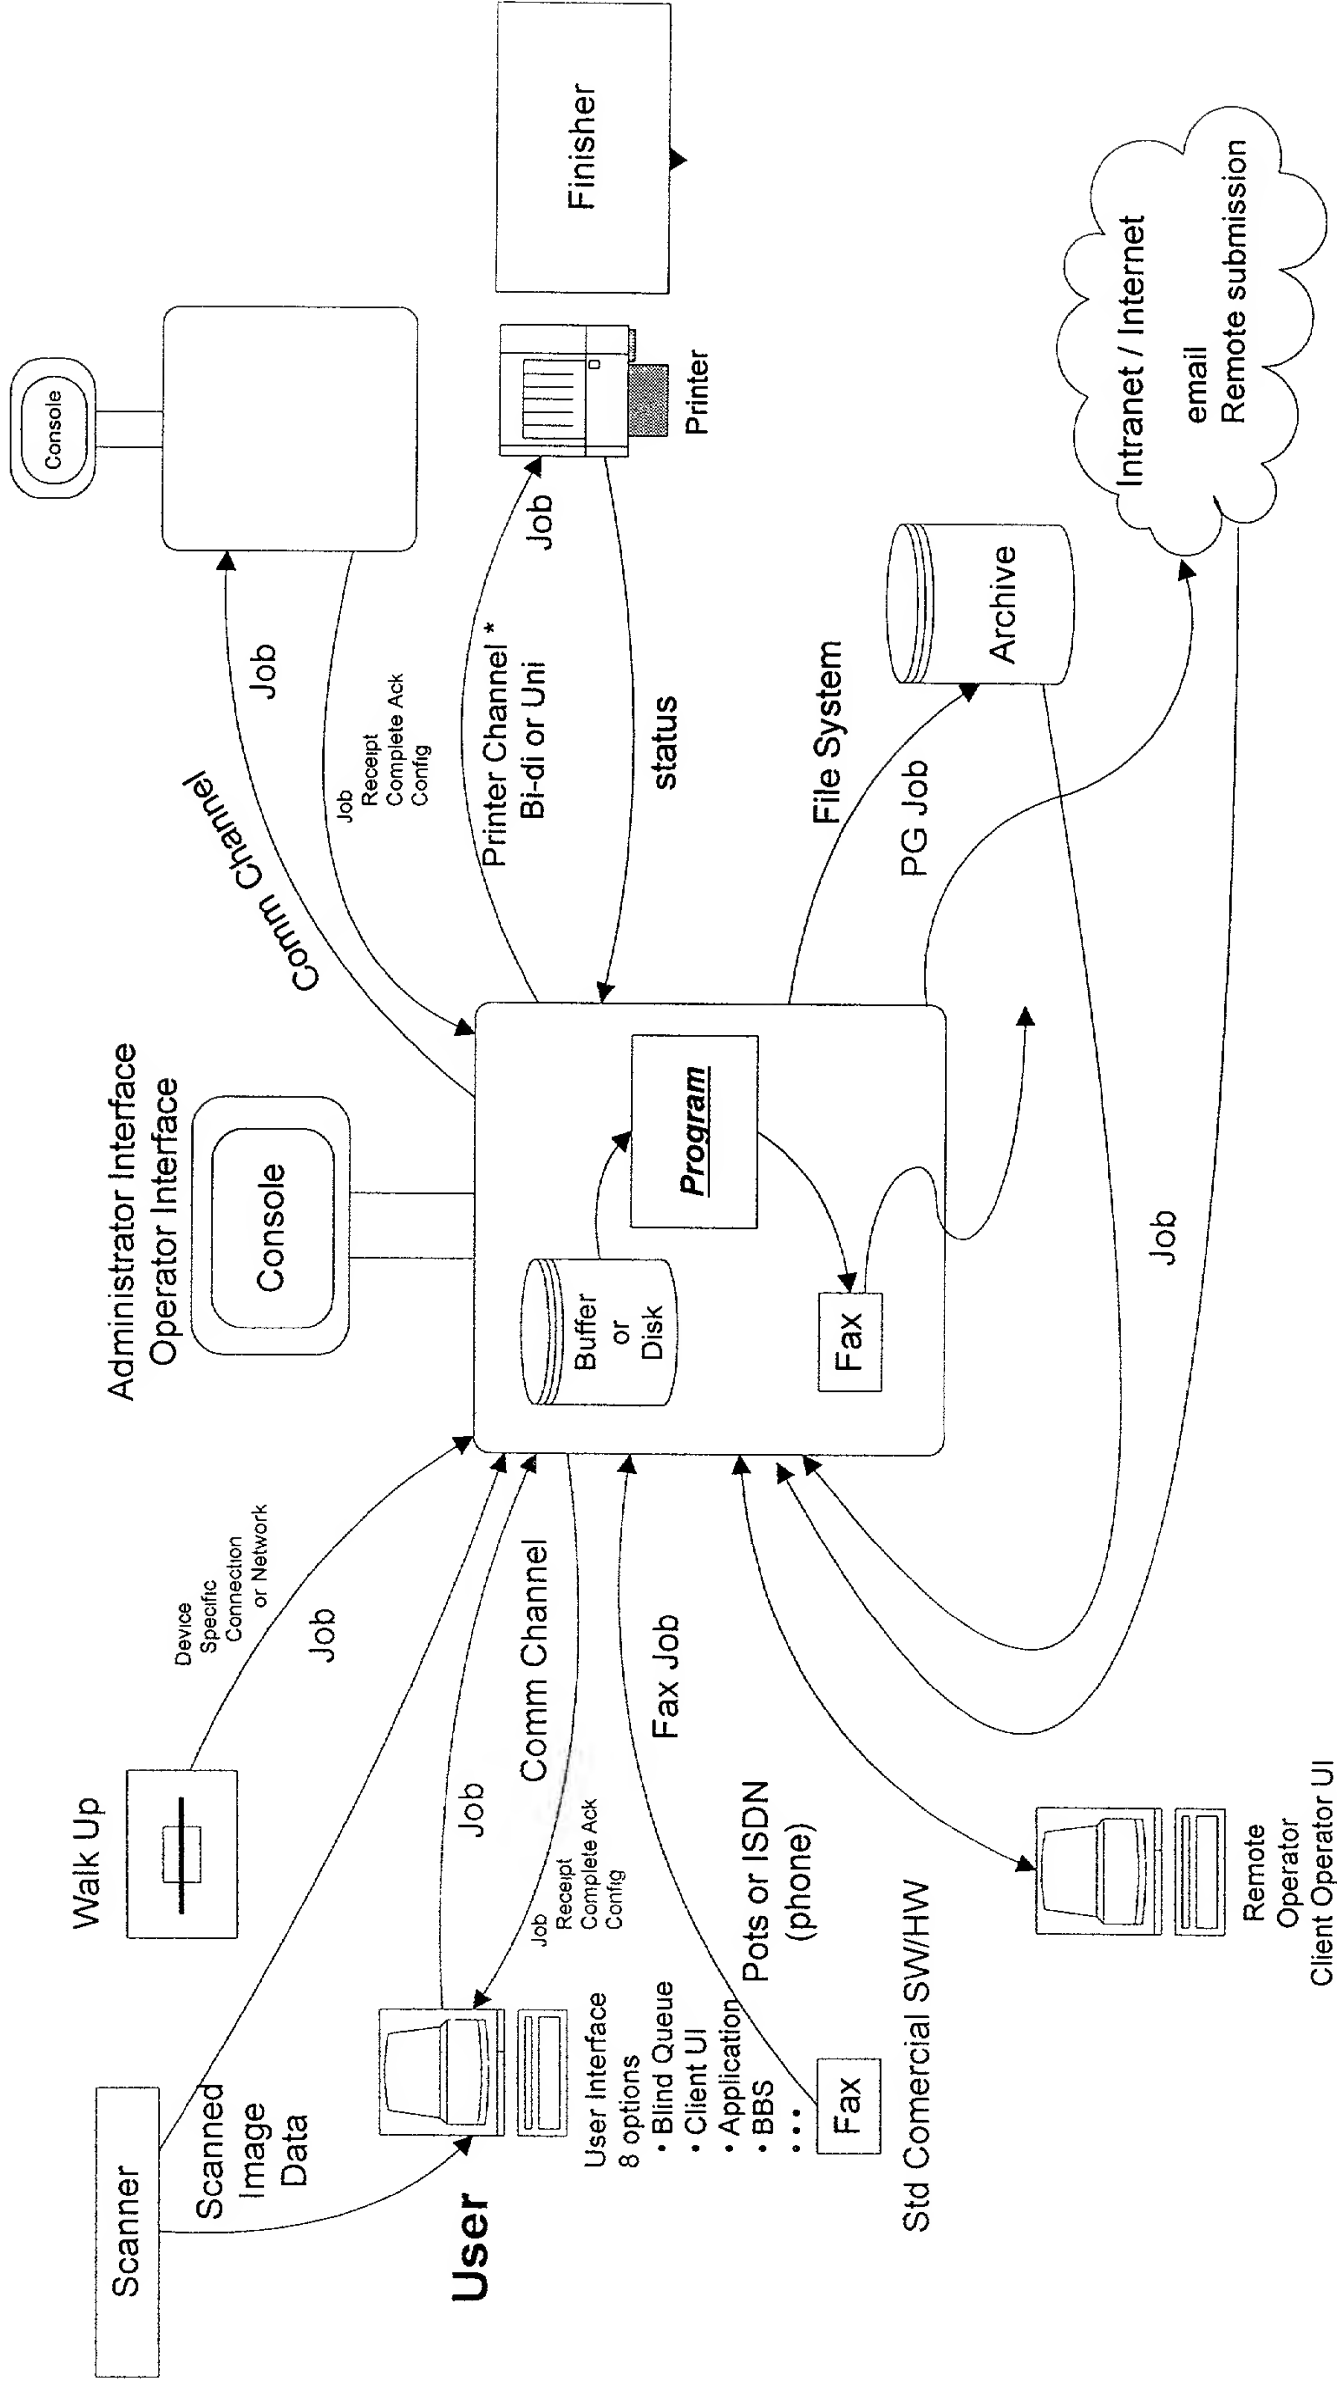 Scanner
Scanned
Image
Data
Walk Up
Device
Specific
Connection
or Network
Job
User
User Interface
8 options
• Blind Queue
• Client UI
• Application
• BBS
• • •
Job
Comm Channel
Job
Receipt
Complete Ack
Config
Fax Job
Pots or ISDN
(phone)
Fax
Std Comercial SW/HW
Remote
Operator
Client Operator UI
Administrator Interface
Operator Interface
Console
Buffer
or
Disk
Program
Fax
Comm Channel
Job
Job
Receipt
Complete Ack
Config
Console
Printer Channel *
Bi-di or Uni
Job
status
Printer
Finisher
File System
PG Job
Archive
Job
Intranet / Internet
email
Remote submission